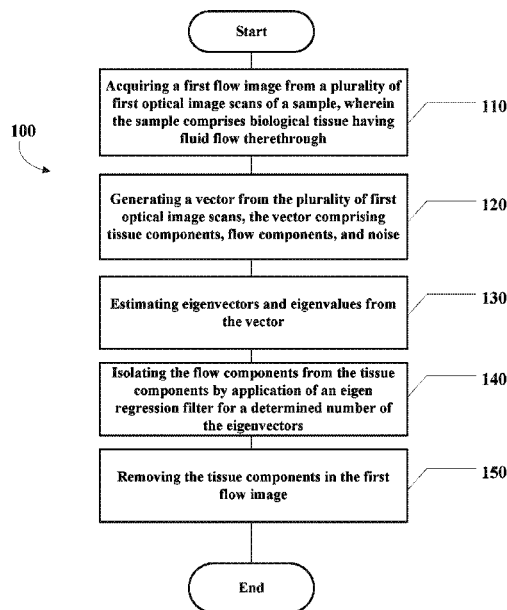 Start
Acquiring a first flow image from a plurality of
first optical image scans of a sample, wherein
the sample comprises biological tissue having
fluid flow therethrough
110
100
Generating a vector from the plurality of first
optical image scans, the vector comprising
tissue components, flow components, and noise
120
Estimating eigenvectors and eigenvalues from
the vector
130
Isolating the flow components from the tissue
components by application of an eigen
regression filter for a determined number of
the eigenvectors
140
Removing the tissue components in the first
flow image
150
End